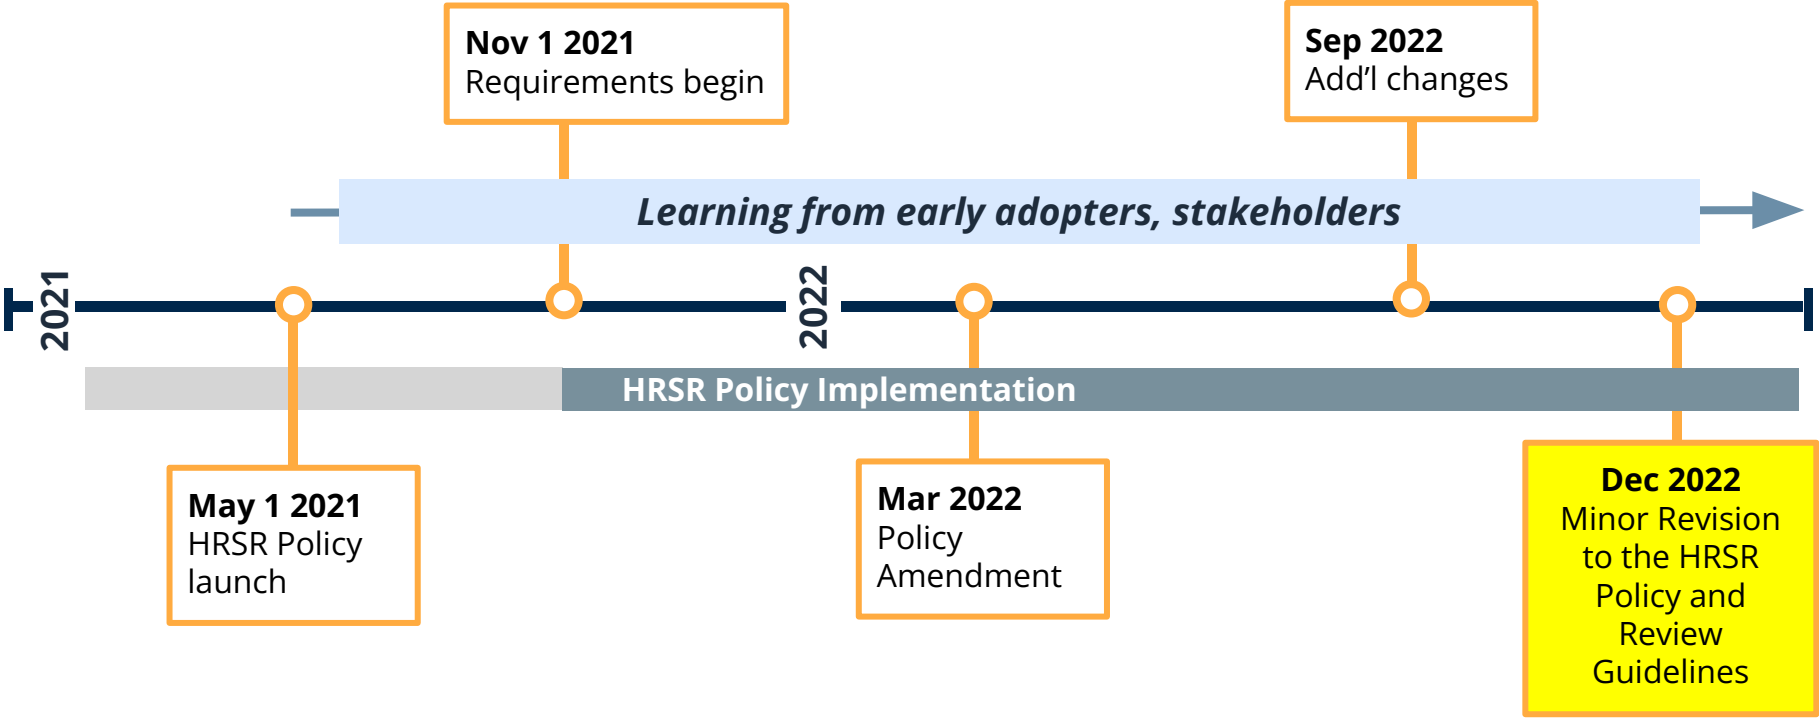 Nov 1 2021
Requirements begin
Sep 2022
Add’l changes
Learning from early adopters, stakeholders
2021
2022
HRSR Policy Implementation
May 1 2021
HRSR Policy
launch
Mar 2022
Policy
Amendment
Dec 2022
Minor Revision
to the HRSR
Policy and
Review
Guidelines